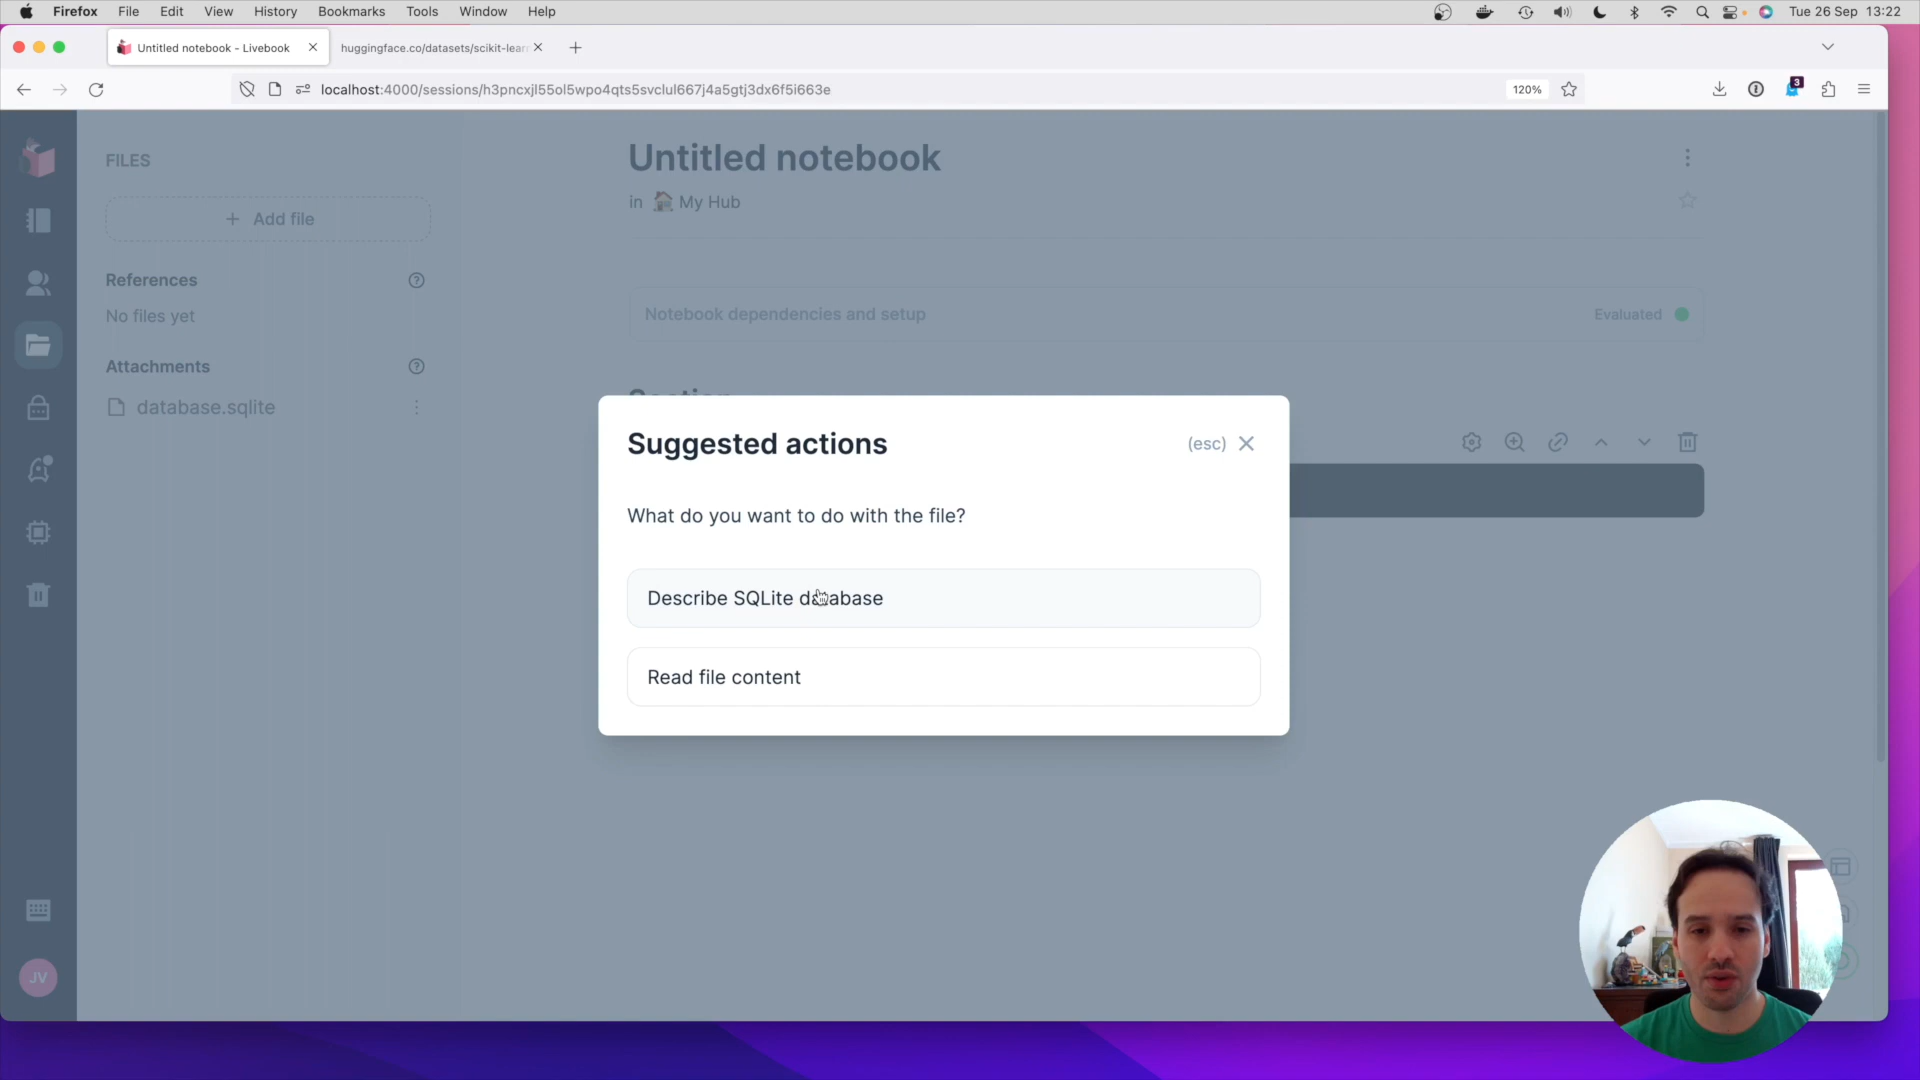 Firefox File Edit View History Bookmarks Tools Window Help
Tue 26 Sep 13:22
Untitled notebook - Livebook
huggingface.co/datasets/scikit-lear
localhost:4000/sessions/h3pncxjl55ol5wpo4qts5svclul667j4a5gtj3dx6f5i663e
120%
3
FILES
+ Add file
References
No files yet
Attachments
database.sqlite
JV
Untitled notebook
in My Hub
Notebook dependencies and setup
Evaluated
Section
Suggested actions
(esc)
What do you want to do with the file?
Describe SQLite database
Read file content